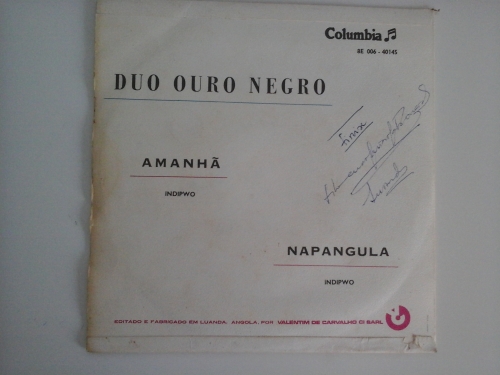 Columbia
8E 006 - 40145
DUO OURO NEGRO
AMANHÃ
INDIPWO
NAPANGULA
INDIPWO
EDITADO E FABRICADO EM LUANDA, ANGOLA, POR VALENTIM DE CARVALHO CI SARL